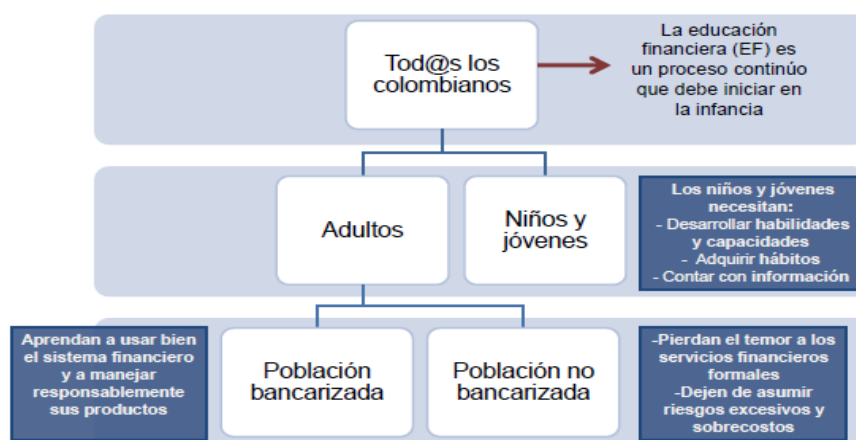 Tod@s los
colombianos
La educación
financiera (EF) es
un proceso continúo
que debe iniciar en
la infancia
Adultos
Niños y
jóvenes
Los niños y jóvenes
necesitan:
- Desarrollar habilidades
y capacidades
- Adquirir hábitos
- Contar con información
Aprendan a usar bien
el sistema financiero
y a manejar
responsablemente
sus productos
Población
bancarizada
Población no
bancarizada
-Pierdan el temor a los
servicios financieros
formales
-Dejen de asumir
riesgos excesivos y
sobrecostos